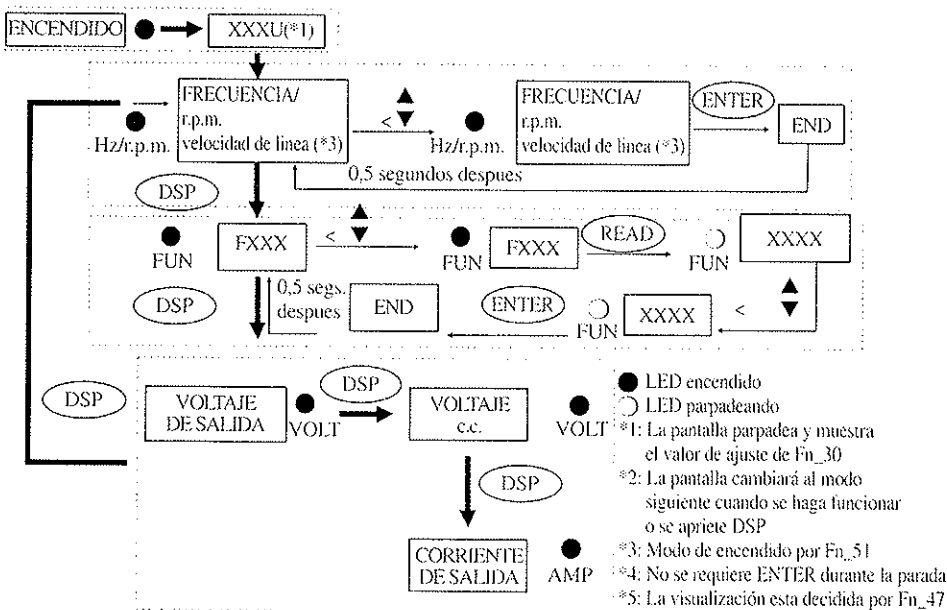 ENCENDIDO
XXXU(*1)
FRECUENCIA/
r.p.m.
velocidad de linea (*3)
Hz/r.p.m.
<
Hz/r.p.m.
FRECUENCIA/
r.p.m.
velocidad de linea (*3)
ENTER
END
0,5 segundos despues
DSP
FUN
FXXX
<
FUN
FXXX
READ
FUN
XXXX
DSP
0,5 segs.
despues
END
ENTER
FUN
XXXX
<
DSP
VOLTAJE
DE SALIDA
VOLT
DSP
VOLTAJE
c.c.
VOLT
DSP
CORRIENTE
DE SALIDA
AMP
LED encendido
LED parpadeando
*1: La pantalla parpadea y muestra
el valor de ajuste de Fn_30
*2: La pantalla cambiará al modo
siguiente cuando se haga funcionar
o se apriete DSP
*3: Modo de encendido por Fn_51
*4: No se requiere ENTER durante la parada
*5: La visualización esta decidida por Fn_47